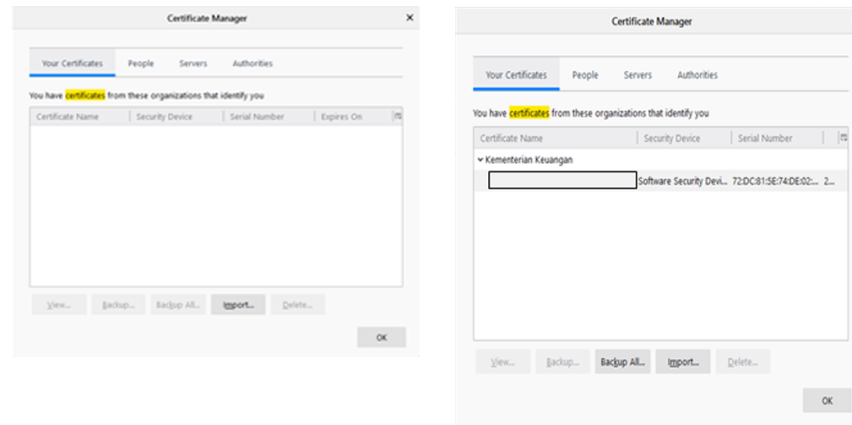 Certificate Manager
Your Certificates People Servers Authorities
You have certificates from these organizations that identify you
Certificate Name Security Device Serial Number Expires On
View... Backup... Backup All... Import... Delete...
OK
Certificate Manager
Your Certificates People Servers Authorities
You have certificates from these organizations that identify you
Certificate Name Security Device Serial Number
Kementerian Keuangan
Software Security Devi... 72:DC:81:5E:74:DE:02:... 2...
View... Backup... Backup All... Import... Delete...
OK